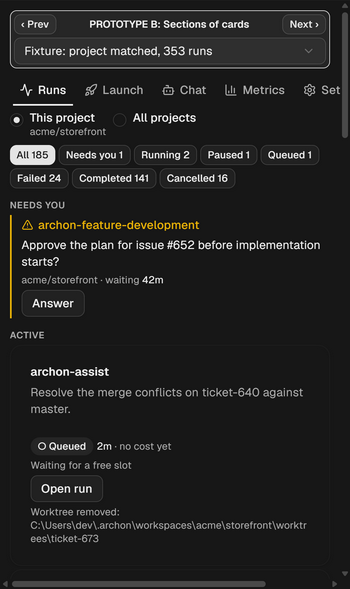 ‹ Prev
PROTOTYPE B: Sections of cards
Next ›
Fixture: project matched, 353 runs
Runs
Launch
Chat
Metrics
Set
This project
acme/storefront
All projects
All 185
Needs you 1
Running 2
Paused 1
Queued 1
Failed 24
Completed 141
Cancelled 16
NEEDS YOU
archon-feature-development
Approve the plan for issue #652 before implementation
starts?
acme/storefront · waiting 42m
Answer
ACTIVE
archon-assist
Resolve the merge conflicts on ticket-640 against
master.
Queued 2m · no cost yet
Waiting for a free slot
Open run
Worktree removed:
C:\Users\dev\.archon\workspaces\acme\storefront\worktr
ees\ticket-673